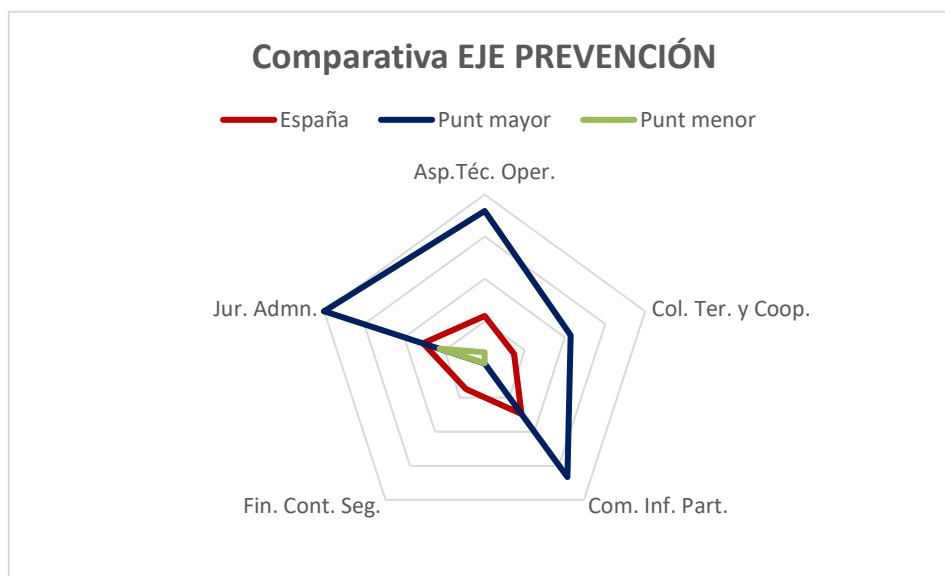 Comparativa EJE PREVENCIÓN
España Punt mayor Punt menor
Asp.Téc. Oper.
Jur. Admn.
Col. Ter. y Coop.
Fin. Cont. Seg.
Com. Inf. Part.